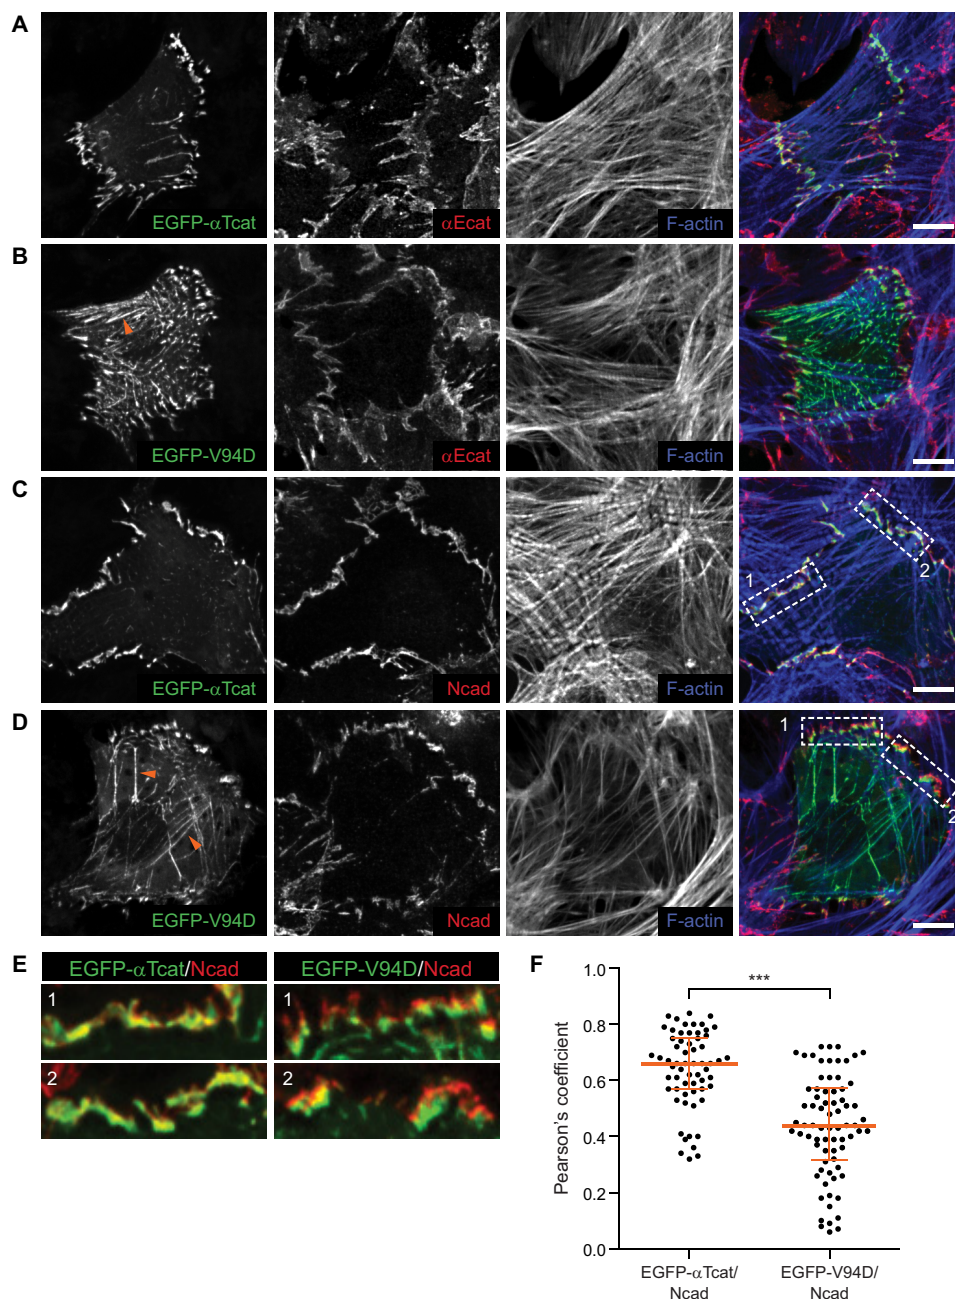 A
EGFP-αTcat
αEcat
F-actin
B
EGFP-V94D
αEcat
F-actin
C
EGFP-αTcat
Ncad
F-actin
1
2
D
EGFP-V94D
Ncad
F-actin
1
2
E
EGFP-αTcat/Ncad
EGFP-V94D/Ncad
1
1
2
2
F
Pearson's coefficient
1.0
0.8
0.6
0.4
0.2
0.0
***
EGFP-αTcat/
Ncad
EGFP-V94D/
Ncad